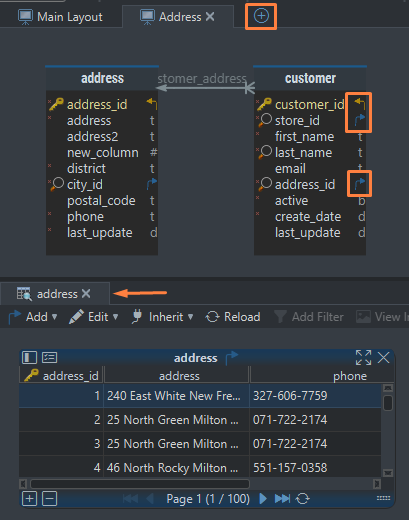 Main Layout Address
stomer_address
address customer
address_id customer_id
address t store_id
address2 t first_name t
new_column # last_name t
district t email t
city_id address_id
postal_code t active b
phone t create_date d
last_update d last_update d
address
Add Edit Inherit Reload Add Filter View In
address
address_id address phone
1 240 East White New Fre... 327-606-7759
2 25 North Green Milton ... 071-722-2174
3 25 North Green Milton ... 071-722-2174
4 46 North Rocky Milton ... 551-157-0358
Page 1 (1 / 100)